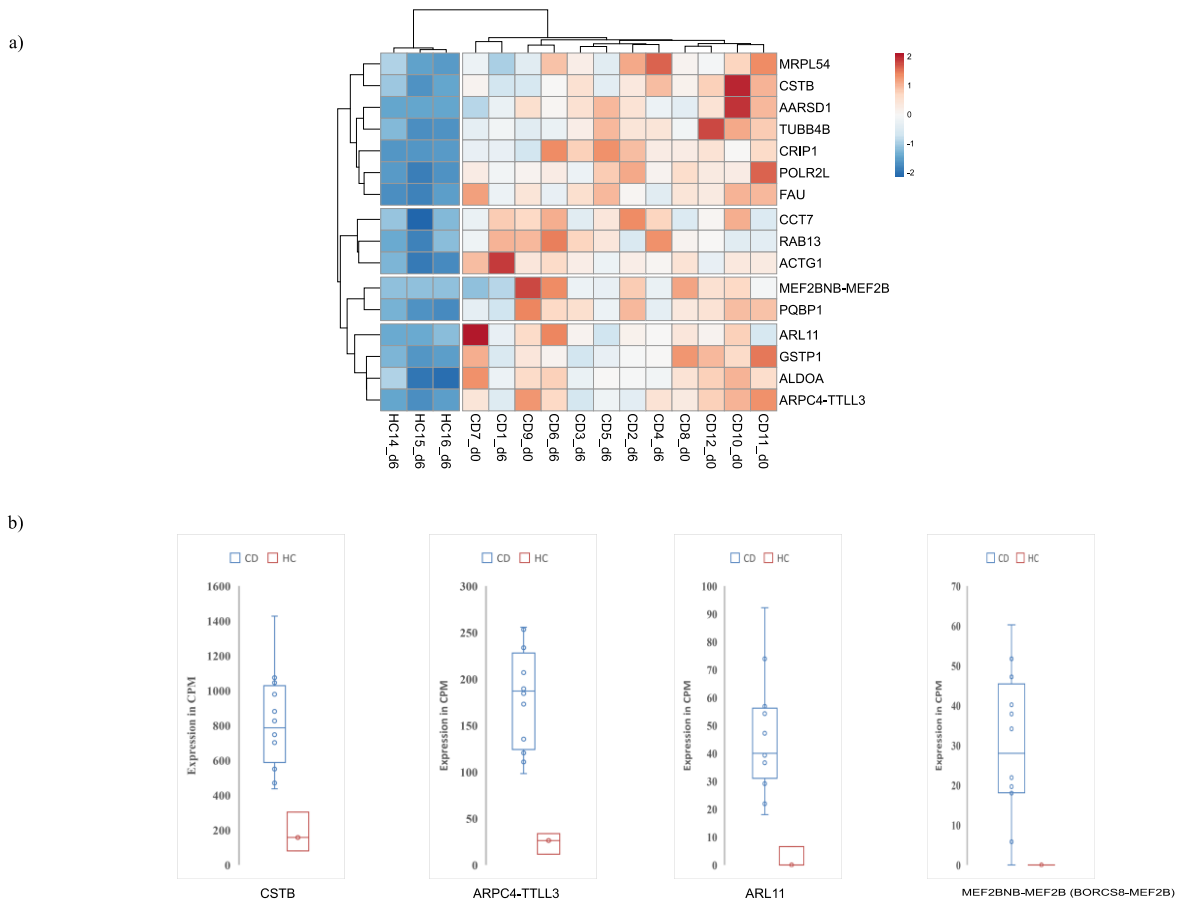 a)
2
1
0
-1
-2
MRPL54
CSTB
AARSD1
TUBB4B
CRIP1
POLR2L
FAU
CCT7
RAB13
ACTG1
MEF2BNB-MEF2B
PQBP1
ARL11
GSTP1
ALDOA
ARPC4-TTLL3
HC14_d6
HC15_d6
HC16_d6
CD7_d0
CD1_d6
CD9_d0
CD6_d6
CD3_d6
CD5_d6
CD2_d6
CD4_d6
CD8_d0
CD12_d0
CD10_d0
CD11_d0
b)
CD HC
Expression in CPM
1600
1400
1200
1000
800
600
400
200
0
CSTB
CD HC
Expression in CPM
300
250
200
150
100
50
0
ARPC4-TTLL3
CD HC
Expression in CPM
100
90
80
70
60
50
40
30
20
10
0
ARL11
CD HC
Expression in CPM
70
60
50
40
30
20
10
0
MEF2BNB-MEF2B (BORCS8-MEF2B)